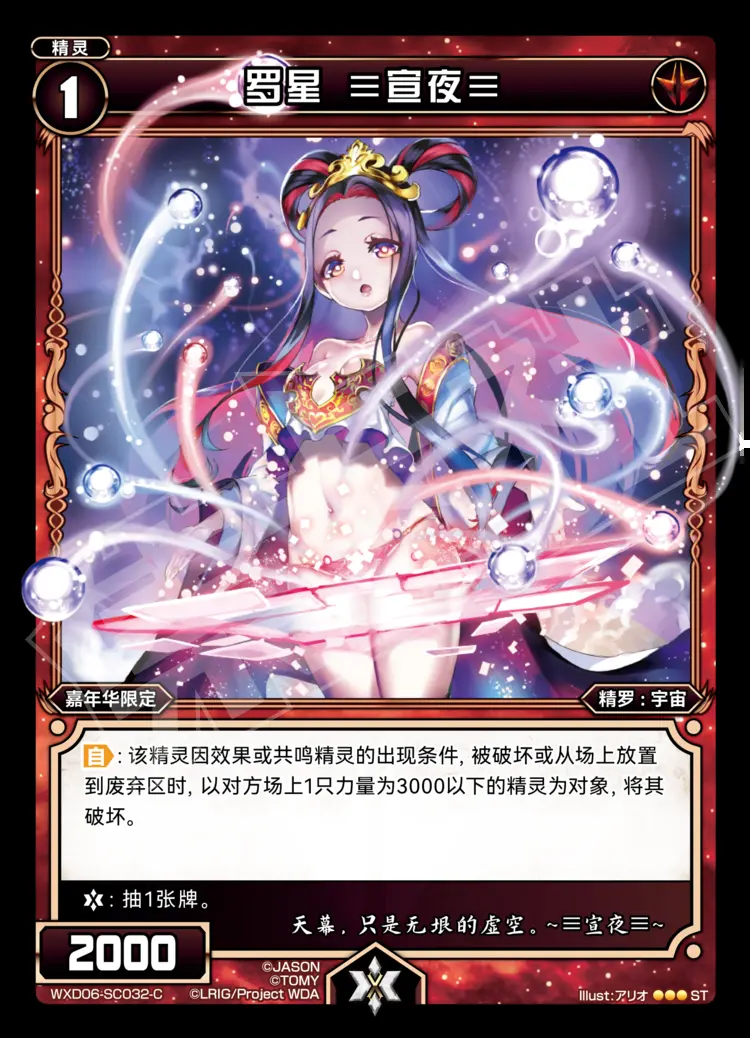 精灵
1
罗星 ≡宣夜≡
嘉年华限定
精罗:宇宙
自:该精灵因效果或共鸣精灵的出现条件,被破坏或从场上放置
到废弃区时,以对方场上1只力量为3000以下的精灵为对象,将其
破坏。
:抽1张牌。
天幕,只是无垠的虚空。~≡宣夜≡~
2000
©JASON
©TOMY
WXD06-SC032-C ©LRIG/Project WDA
Illust:アリオ ST